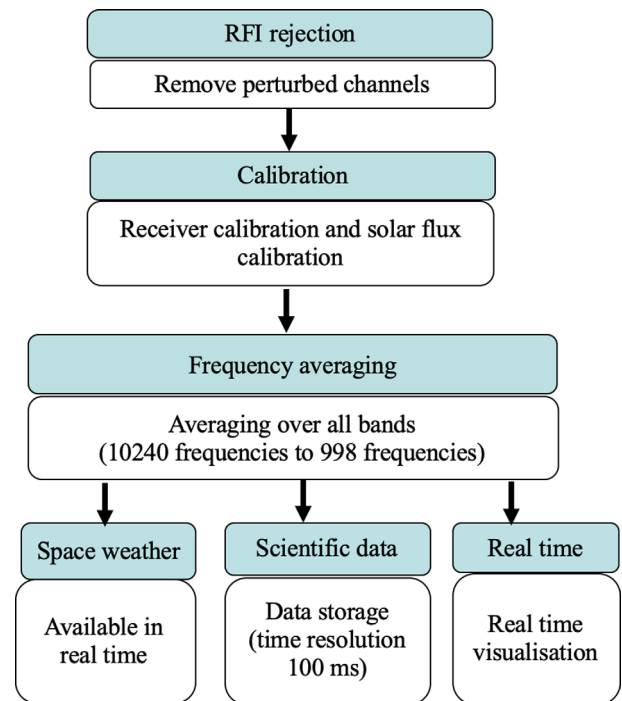 RFI rejection
Remove perturbed channels
Calibration
Receiver calibration and solar flux
calibration
Frequency averaging
Averaging over all bands
(10240 frequencies to 998 frequencies)
Space weather
Available in
real time
Scientific data
Data storage
(time resolution
100 ms)
Real time
Real time
visualisation